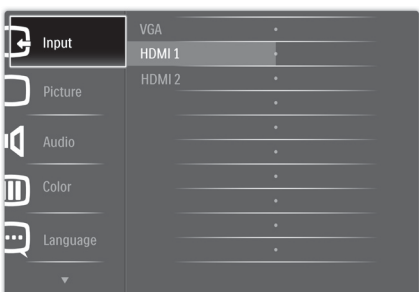 Input
Picture
Audio
Color
Language
VGA
HDMI 1
HDMI 2